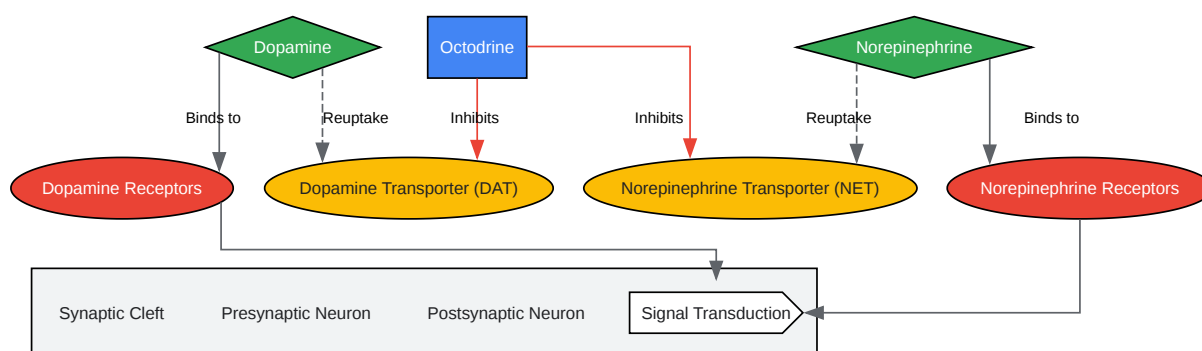 Dopamine
Octodrine
Norepinephrine
Binds to
Reuptake
Inhibits
Inhibits
Reuptake
Binds to
Dopamine Receptors
Dopamine Transporter (DAT)
Norepinephrine Transporter (NET)
Norepinephrine Receptors
Synaptic Cleft
Presynaptic Neuron
Postsynaptic Neuron
Signal Transduction